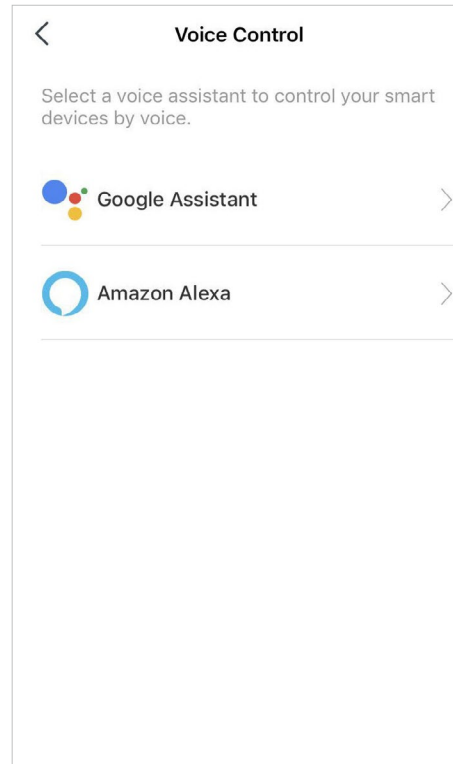 Voice Control
Select a voice assistant to control your smart
devices by voice.
Google Assistant
Amazon Alexa